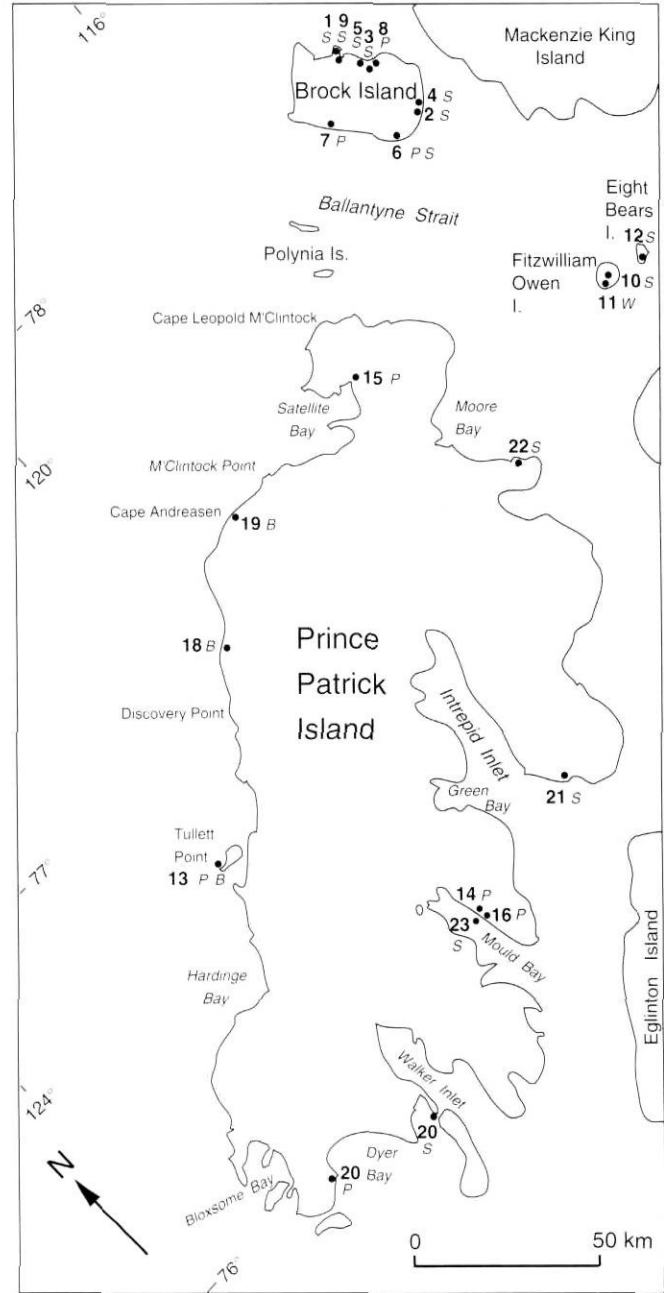 116°
1 9 5 3 8
S S S S P
Mackenzie King
Island
Brock Island
4 S
2 S
7 P
6 P S
Ballantyne Strait
Eight
Bears
I.
12 S
Polynia Is.
Fitzwilliam
Owen
I.
10 S
11 W
78°
Cape Leopold M'Clintock
15 P
Satellite
Bay
Moore
Bay
22 S
120°
M'Clintock Point
Cape Andreasen
19 B
Prince
Patrick
Island
18 B
Discovery Point
Intrepid Inlet
Green
Bay
21 S
Tullett
Point
13 P B
77°
14 P
16 P
23
S
Mould Bay
Eglinton Island
Hardinge
Bay
Walker Inlet
124°
20
S
Dyer
Bay
20
P
Bloxsome Bay
N
0 50 km
76°